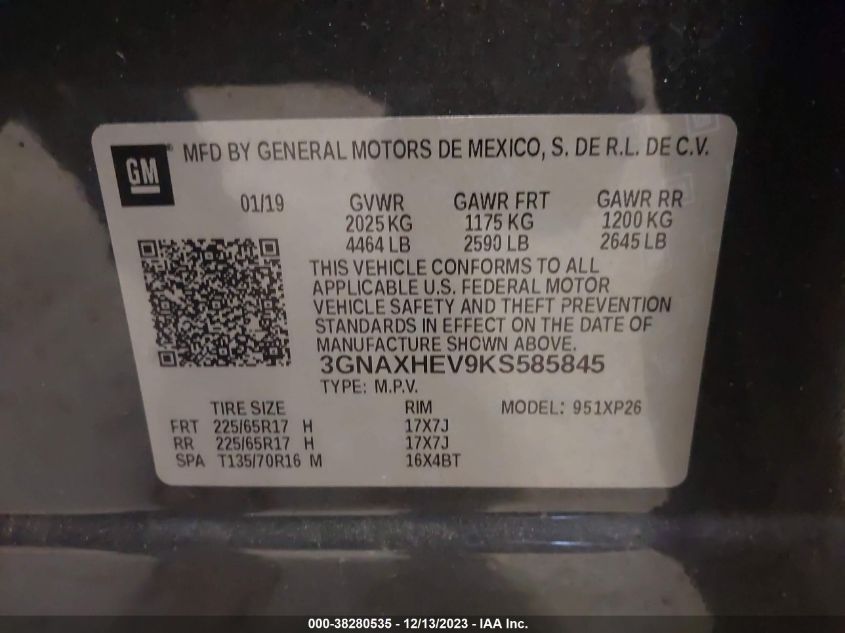 GM ® MFD BY GENERAL MOTORS DE MEXICO, S. DE R.L. DE C.V.
01/19 GVWR GAWR FRT GAWR RR
2025 KG 1175 KG 1200 KG
4464 LB 2590 LB 2645 LB
THIS VEHICLE CONFORMS TO ALL
APPLICABLE U.S. FEDERAL MOTOR
VEHICLE SAFETY AND THEFT PREVENTION
STANDARDS IN EFFECT ON THE DATE OF
MANUFACTURE SHOWN ABOVE.
3GNAXHEV9KS585845
TYPE: M.P.V.
TIRE SIZE RIM MODEL: 951XP26
FRT 225/65R17 H 17X7J
RR 225/65R17 H 17X7J
SPA T135/70R16 M 16X4BT
000-38280535 - 12/13/2023 - IAA Inc.